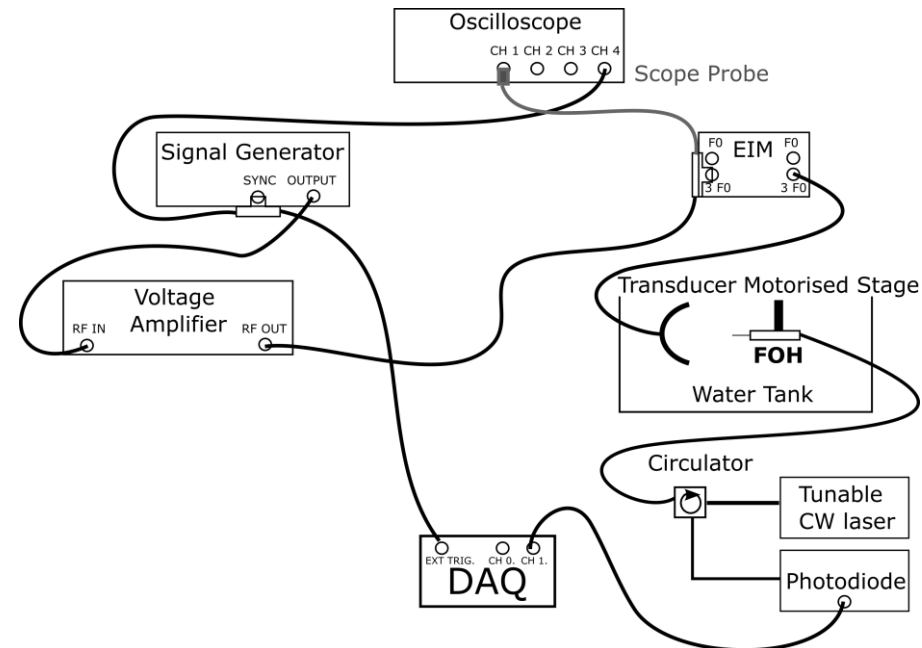 Oscilloscope
CH 1 CH 2 CH 3 CH 4
Scope Probe
Signal Generator
SYNC OUTPUT
F0 EIM F0
3 F0 3 F0
Voltage
Amplifier
RF IN RF OUT
Transducer Motorised Stage
FOH
Water Tank
Circulator
Tunable
CW laser
EXT TRIG. CH 0. CH 1.
DAQ
Photodiode